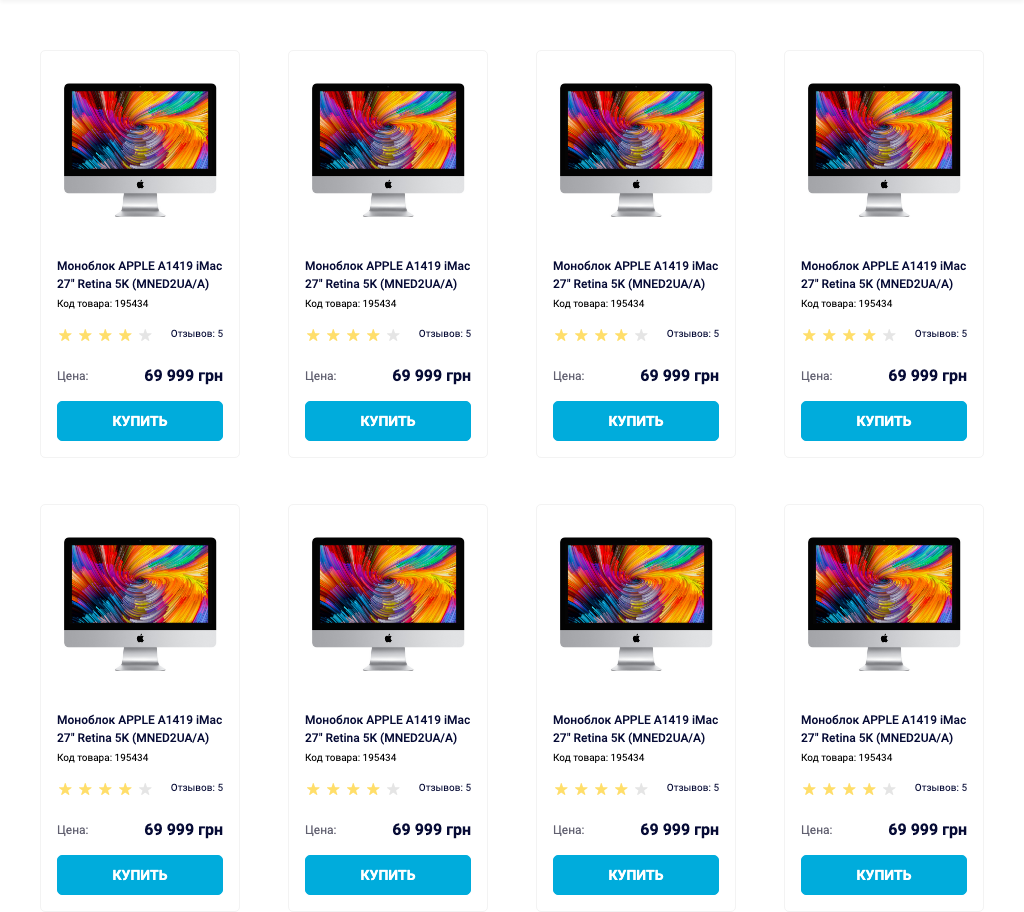 Моноблок APPLE A1419 iMac
27" Retina 5K (MNED2UA/A)
Код товара: 195434
Отзывов: 5
Цена: 69 999 грн
КУПИТЬ
Моноблок APPLE A1419 iMac
27" Retina 5K (MNED2UA/A)
Код товара: 195434
Отзывов: 5
Цена: 69 999 грн
КУПИТЬ
Моноблок APPLE A1419 iMac
27" Retina 5K (MNED2UA/A)
Код товара: 195434
Отзывов: 5
Цена: 69 999 грн
КУПИТЬ
Моноблок APPLE A1419 iMac
27" Retina 5K (MNED2UA/A)
Код товара: 195434
Отзывов: 5
Цена: 69 999 грн
КУПИТЬ
Моноблок APPLE A1419 iMac
27" Retina 5K (MNED2UA/A)
Код товара: 195434
Отзывов: 5
Цена: 69 999 грн
КУПИТЬ
Моноблок APPLE A1419 iMac
27" Retina 5K (MNED2UA/A)
Код товара: 195434
Отзывов: 5
Цена: 69 999 грн
КУПИТЬ
Моноблок APPLE A1419 iMac
27" Retina 5K (MNED2UA/A)
Код товара: 195434
Отзывов: 5
Цена: 69 999 грн
КУПИТЬ
Моноблок APPLE A1419 iMac
27" Retina 5K (MNED2UA/A)
Код товара: 195434
Отзывов: 5
Цена: 69 999 грн
КУПИТЬ